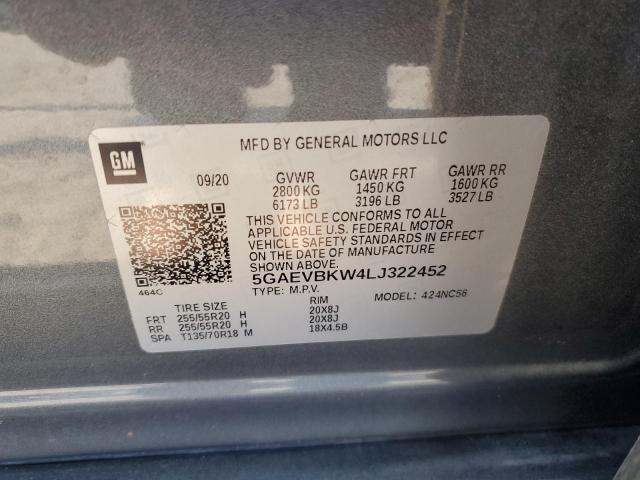 GM
MFD BY GENERAL MOTORS LLC
09/20 GVWR GAWR FRT GAWR RR
2800 KG 1450 KG 1600 KG
6173 LB 3196 LB 3527 LB
THIS VEHICLE CONFORMS TO ALL
APPLICABLE U.S. FEDERAL MOTOR
VEHICLE SAFETY STANDARDS IN EFFECT
ON THE DATE OF MANUFACTURE
SHOWN ABOVE.
5GAEVBKW4LJ322452
464C TYPE: M.P.V. MODEL: 424NC56
TIRE SIZE RIM
FRT 255/55R20 H 20X8J
RR 255/55R20 H 20X8J
SPA T135/70R18 M 18X4.5B